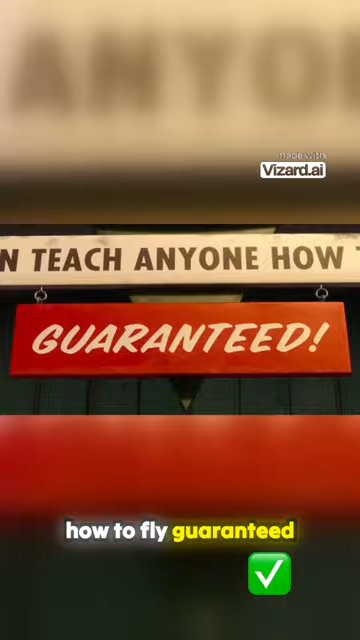 made with
Vizard.ai
N TEACH ANYONE HOW
GUARANTEED!
how to fly guaranteed